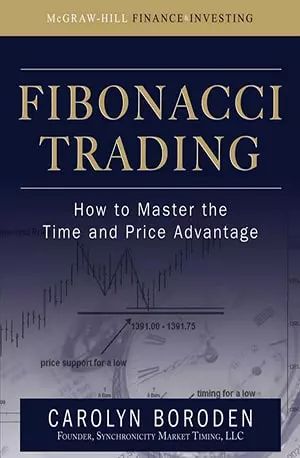 McGRAW-HILL FINANCE & INVESTING
FIBONACCI
TRADING
How to Master the
Time and Price Advantage
1391.00 - 1391.75
price support for a low
timing for a low
CAROLYN BORODEN
FOUNDER, SYNCHRONICITY MARKET TIMING, LLC